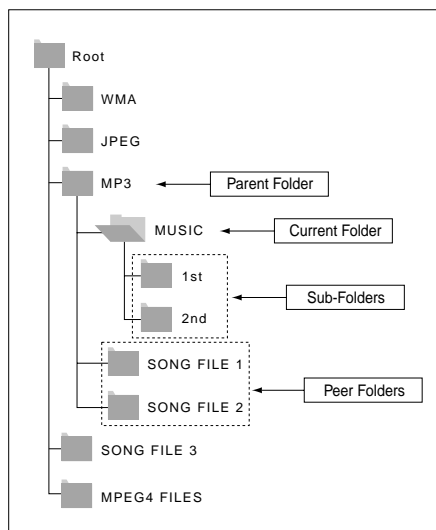 Root
WMA
JPEG
MP3
Parent Folder
MUSIC
Current Folder
1st
Sub-Folders
2nd
SONG FILE 1
Peer Folders
SONG FILE 2
SONG FILE 3
MPEG4 FILES